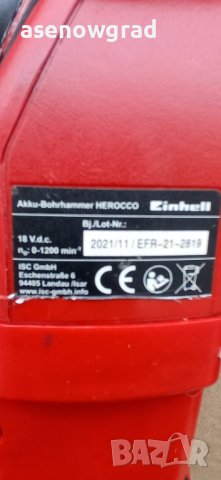 asenowgrad
Akku-Bohrhammer HEROCCO Einhell
Bj./Lot-Nr.:
18 V.d.c. 2021/11 / EFR-21-2819
n₀: 0-1200 min⁻¹
ISC GmbH
Eschenstraße 6
94405 Landau /Isar
www.isc-gmbh.info
CE
BAZAR